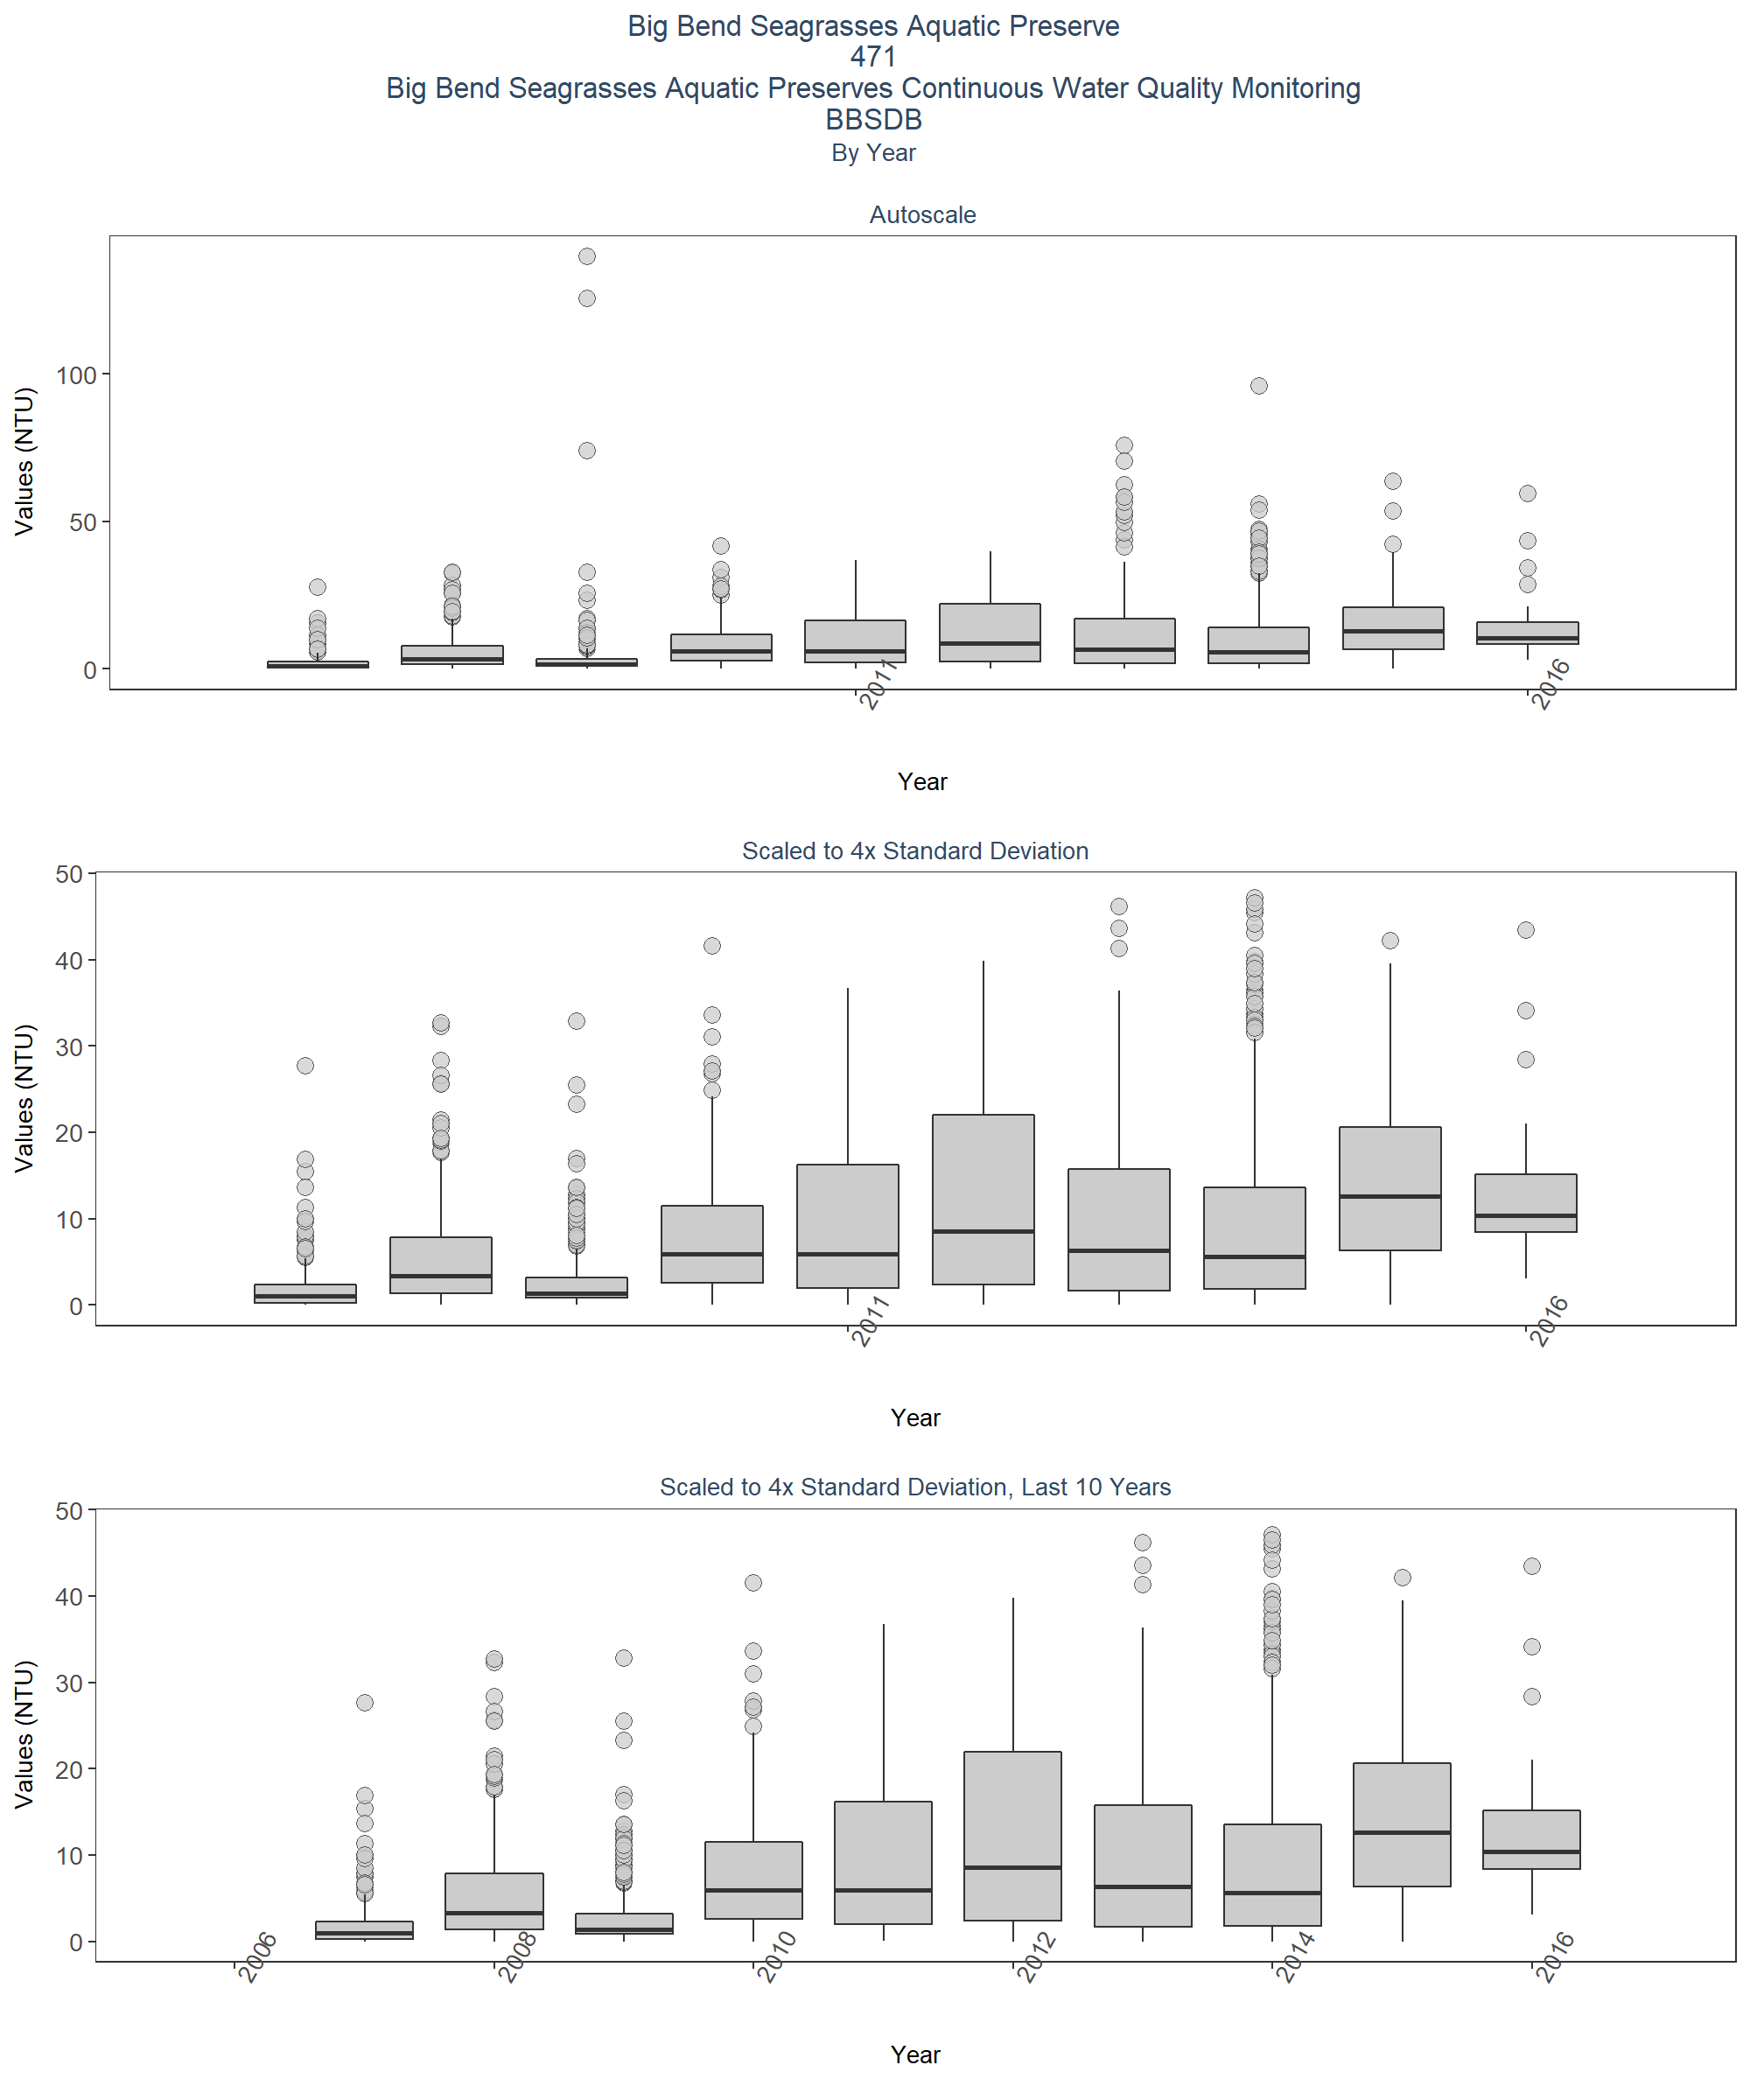 Big Bend Seagrasses Aquatic Preserve
471
Big Bend Seagrasses Aquatic Preserves Continuous Water Quality Monitoring
BBSDB
By Year
Autoscale
Values (NTU)
100
50
0
2011
2016
Year
Scaled to 4x Standard Deviation
Values (NTU)
50
40
30
20
10
0
2011
2016
Year
Scaled to 4x Standard Deviation, Last 10 Years
Values (NTU)
50
40
30
20
10
0
2006
2008
2010
2012
2014
2016
Year